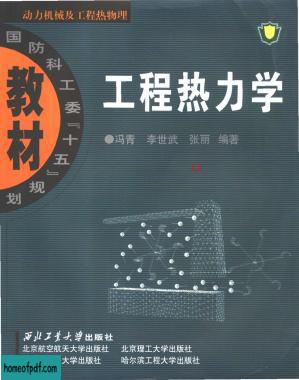 动力机械及工程热物理
国防科工委『十五』规划
教材
工程热力学
●冯青 李世武 张丽 编著
西北工业大学出版社
北京航空航天大学出版社 北京理工大学出版社
大学出版社 哈尔滨工程大学出版社
homeofpdf.com